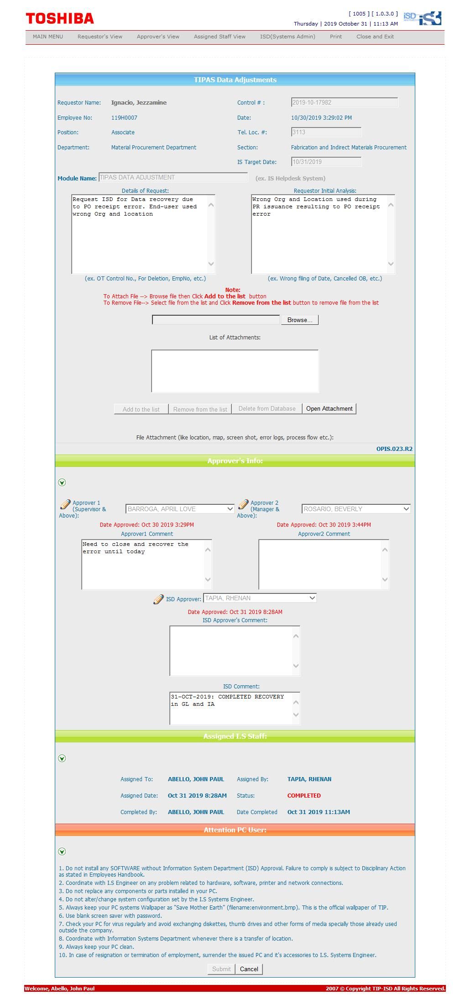 TOSHIBA
[ 1005 ] [ 1.0.3.0 ]
Thursday | 2019 October 31 | 11:13 AM
ISD
iS3
MAIN MENU Requestor's View Approver's View Assigned Staff View ISD(Systems Admin) Print Close and Exit
TIPAS Data Adjustments
Requestor Name: Ignacio, Jezzamine Control # : 2019-10-17982
Employee No: 119H0007 Date: 10/30/2019 3:29:02 PM
Position: Associate Tel. Loc. #: 3113
Department: Material Procurement Department Section: Fabrication and Indirect Materials Procurement
IS Target Date: 10/31/2019
Module Name: TIPAS DATA ADJUSTMENT (ex. IS Helpdesk System)
Details of Request:
Request ISD for Data recovery due
to PO receipt error. End-user used
wrong Org and location
(ex. OT Control No., For Deletion, EmpNo, etc.)
Requestor Initial Analysis:
Wrong Org and Location used during
PR issuance resulting to PO receipt
error
(ex. Wrong filing of Date, Cancelled OB, etc.)
Note:
To Attach File --> Browse file then Click Add to the list button
To Remove File--> Select file from the list and Click Remove from the list button to remove file from the list
Browse...
List of Attachments:
Add to the list Remove from the list Delete from Database Open Attachment
File Attachment (like location, map, screen shot, error logs, process flow etc.):
OPIS.023.R2
Approver's Info:
Approver 1
(Supervisor &
Above):
BARROGA, APRIL LOVE
Approver 2
(Manager &
Above):
ROSARIO, BEVERLY
Date Approved: Oct 30 2019 3:29PM
Approver1 Comment
Need to close and recover the
error until today
Date Approved: Oct 30 2019 3:44PM
Approver2 Comment
ISD Approver: TAPIA, RHENAN
Date Approved: Oct 31 2019 8:28AM
ISD Approver's Comment:
ISD Comment:
31-OCT-2019: COMPLETED RECOVERY
in GL and IA
Assigned I.S Staff:
Assigned To: ABELLO, JOHN PAUL Assigned By: TAPIA, RHENAN
Assigned Date: Oct 31 2019 8:28AM Status: COMPLETED
Completed By: ABELLO, JOHN PAUL Date Completed Oct 31 2019 11:13AM
Attention PC User:
1. Do not install any SOFTWARE without Information System Department (ISD) Approval. Failure to comply is subject to Disciplinary Action
as stated in Employees Handbook.
2. Coordinate with I.S Engineer on any problem related to hardware, software, printer and network connections.
3. Do not replace any components or parts installed in your PC.
4. Do not alter/change system configuration set by the I.S Systems Engineer.
5. Always keep your PC systems Wallpaper as "Save Mother Earth" (filename:environment.bmp). This is the official wallpaper of TIP.
6. Use blank screen saver with password.
7. Check your PC for virus regularly and avoid exchanging diskettes, thumb drives and other forms of media specially those already used
outside the company.
8. Coordinate with Information Systems Department whenever there is a transfer of location.
9. Always keep your PC clean.
10. In case of resignation or termination of employment, surrender the issued PC and it's accessories to I.S. Systems Engineer.
Submit Cancel
Welcome, Abello, John Paul 2007 © Copyright TIP-ISD All Rights Reserved.